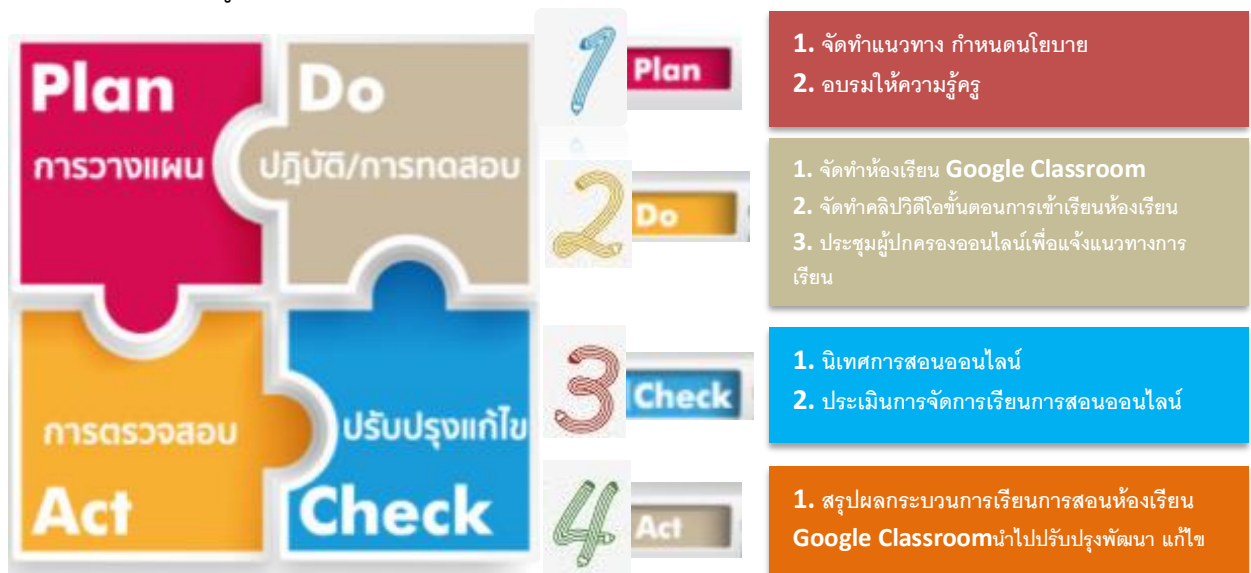 Plan
การวางแผน
Do
ปฏิบัติ/การทดสอบ
การตรวจสอบ
Act
ปรับปรุงแก้ไข
Check
1
Plan
1. จัดทำแนวทาง กำหนดนโยบาย
2. อบรมให้ความรู้ครู
2
Do
1. จัดทำห้องเรียน Google Classroom
2. จัดทำคลิปวิดีโอขั้นตอนการเข้าเรียนห้องเรียน
3. ประชุมผู้ปกครองออนไลน์เพื่อแจ้งแนวทางการ
เรียน
3
Check
1. นิเทศการสอนออนไลน์
2. ประเมินการจัดการเรียนการสอนออนไลน์
4
Act
1. สรุปผลกระบวนการเรียนการสอนห้องเรียน
Google Classroomนำไปปรับปรุงพัฒนา แก้ไข